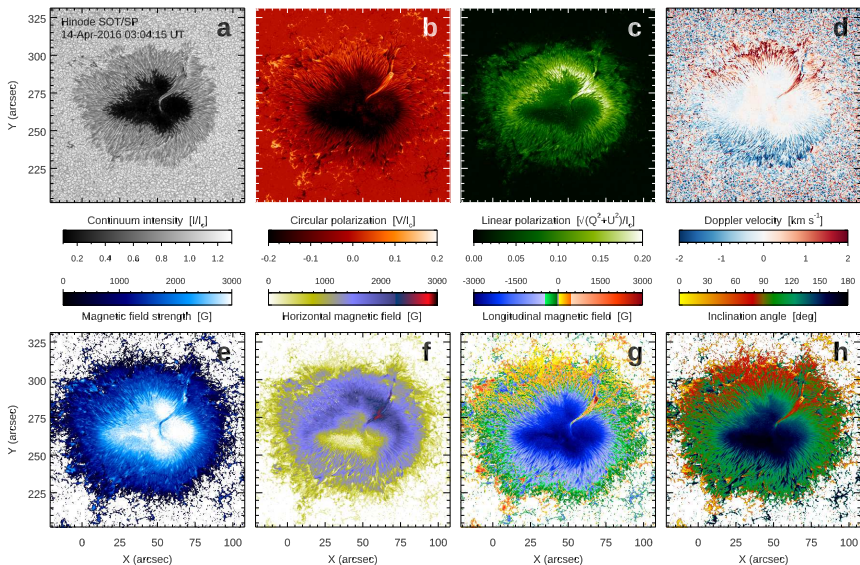 Hinode SOT/SP
14-Apr-2016 03:04:15 UT
a
b
c
d
325
300
275
250
225
Y (arcsec)
Continuum intensity [I/Ic]
Circular polarization [V/Ic]
Linear polarization [√(Q²+U²)/Ic]
Doppler velocity [km s⁻¹]
0.2 0.4 0.6 0.8 1.0 1.2
-0.2 -0.1 0.0 0.1 0.2
0.00 0.05 0.10 0.15 0.20
-2 -1 0 1 2
0 1000 2000 3000
0 1000 2000 3000
-3000 -1500 0 1500 3000
0 30 60 90 120 150 180
Magnetic field strength [G]
Horizontal magnetic field [G]
Longitudinal magnetic field [G]
Inclination angle [deg]
e
f
g
h
325
300
275
250
225
Y (arcsec)
0 25 50 75 100
0 25 50 75 100
0 25 50 75 100
0 25 50 75 100
X (arcsec)
X (arcsec)
X (arcsec)
X (arcsec)